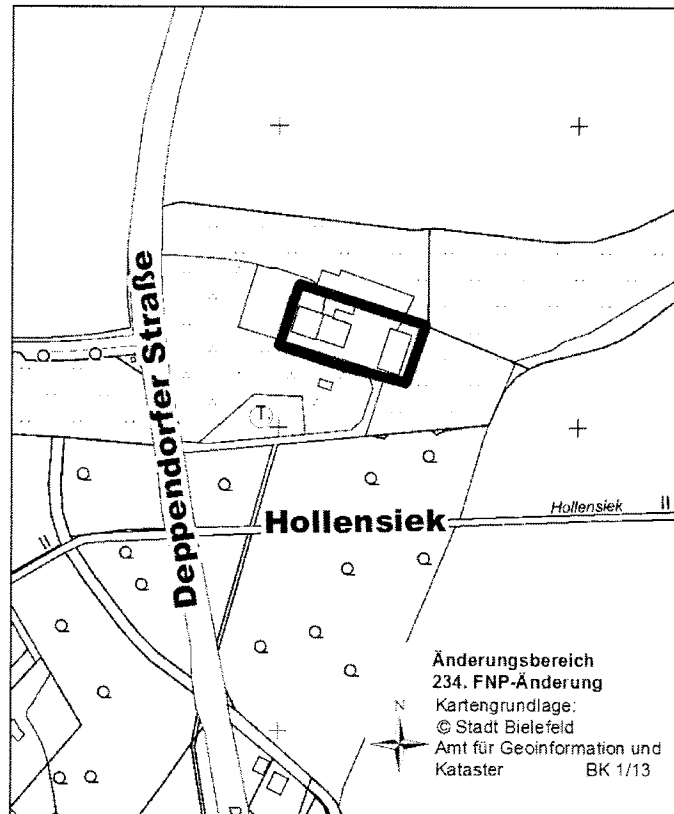 Deppendorfer Straße
T
Hollensiek
Hollensiek
Änderungsbereich
234. FNP-Änderung
N
Kartengrundlage:
© Stadt Bielefeld
Amt für Geoinformation und
Kataster BK 1/13